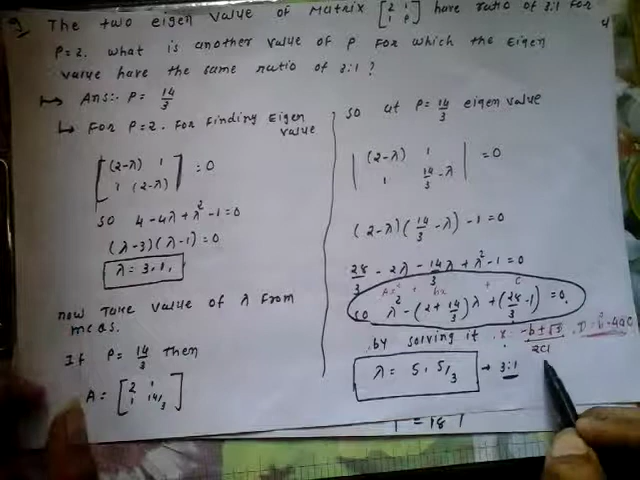 Q The two eigen value of Matrix [2 1 1 P] have ratio of 3:1 for
P=2. what is another value of P for which the Eigen
value have the same ratio of 3:1?
↦ Ans:- P= 14/3
↳ For P=2. For Finding Eigen value
[(2-λ) 1 1 (2-λ)] =0
so 4-4λ+λ²-1=0
(λ-3)(λ-1)=0
λ=3,1,
now take value of λ from
mcqs.
If P= 14/3 then
A= [2 1 1 14/3]
so at P= 14/3 eigen value
|(2-λ) 1 1 14/3-λ| =0
(2-λ)(14/3-λ)-1=0
28/3 - 2λ - 14λ/3 + λ²-1=0
Ax² + bx + C
so λ²-(2+14/3)λ+(28/3-1)=0.
by solving it x = -b±√D/2a . D=b²-4ac
λ = 5, 5/3 → 3:1